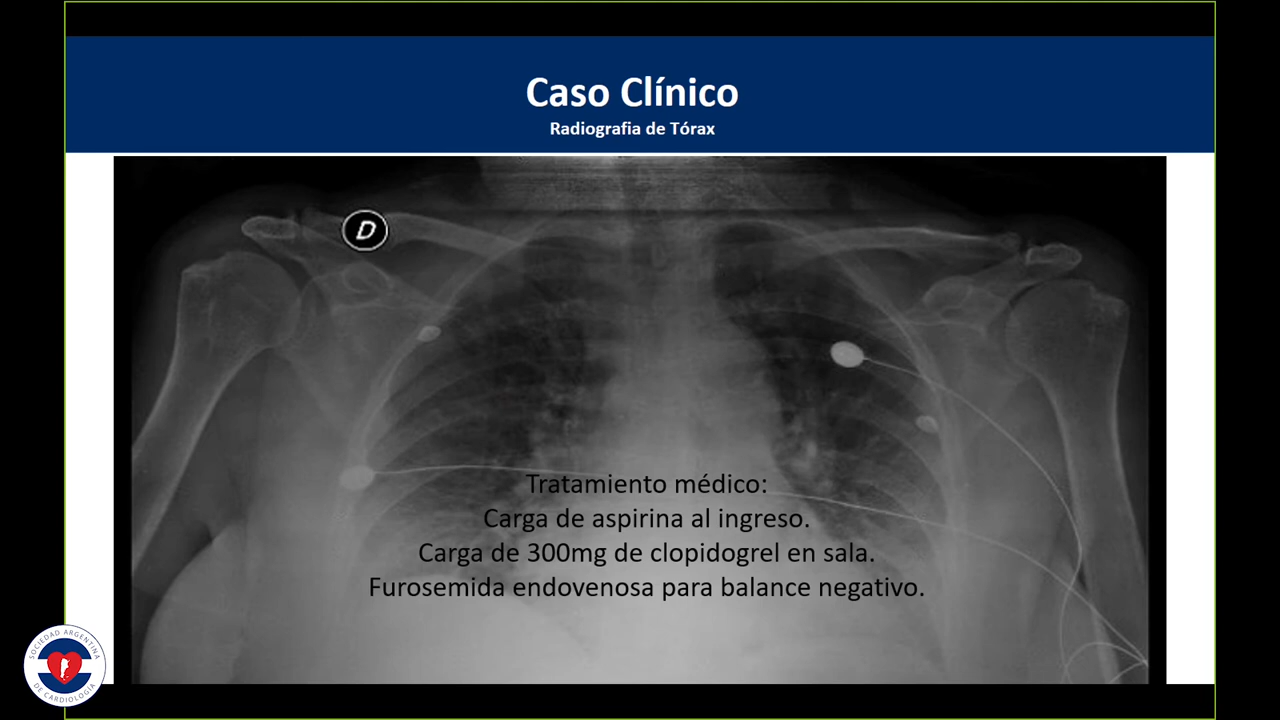 Caso Clínico
Radiografia de Tórax
D
Tratamiento médico:
Carga de aspirina al ingreso.
Carga de 300mg de clopidogrel en sala.
Furosemida endovenosa para balance negativo.
SOCIEDAD ARGENTINA
DE CARDIOLOGÍA